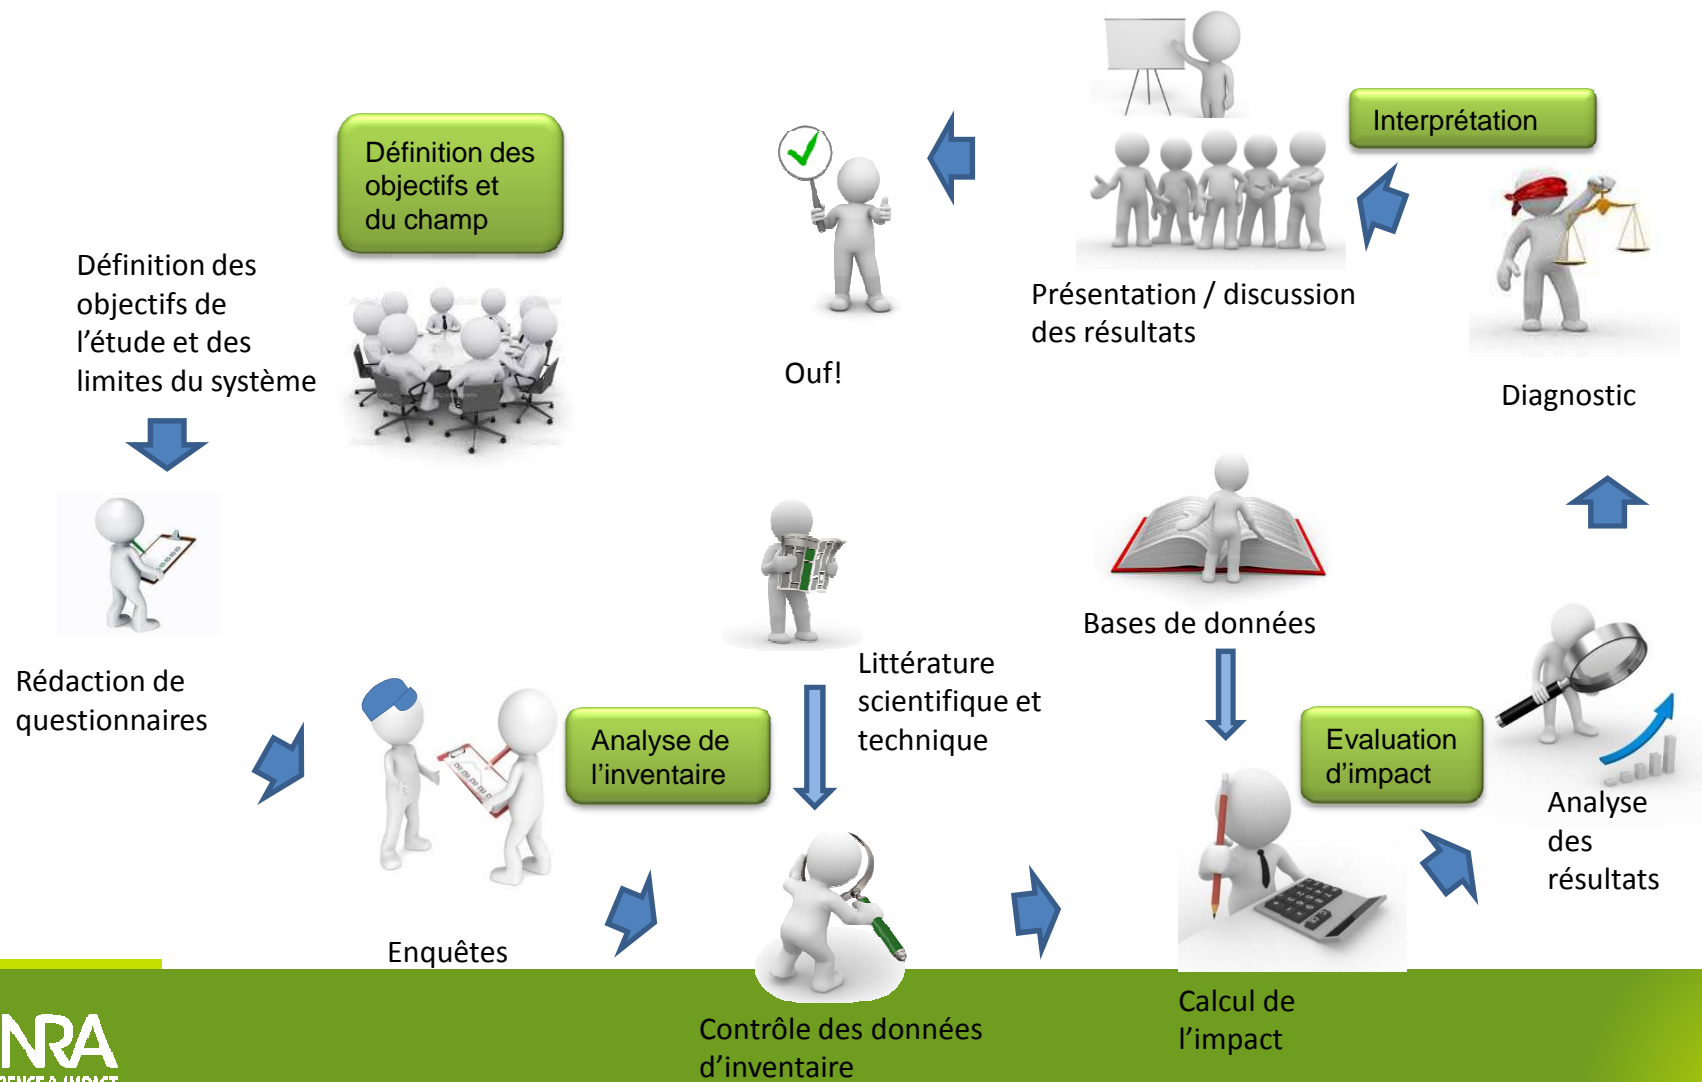 Définition des
objectifs et
du champ
Définition des
objectifs de
l’étude et des
limites du système
Rédaction de
questionnaires
Enquêtes
Analyse de
l’inventaire
Littérature
scientifique et
technique
Contrôle des données
d’inventaire
Bases de données
Calcul de
l’impact
Evaluation
d’impact
Analyse
des
résultats
Diagnostic
Interprétation
Présentation / discussion
des résultats
Ouf!
NRA
& IMPACT